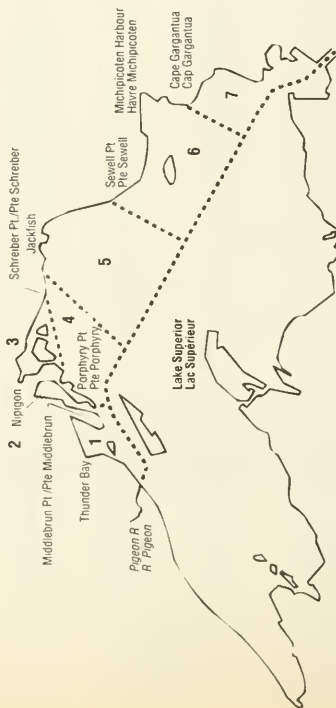 Schreiber Pt./Pte Schreiber
Jackfish
3
Nipigon
2
Middlebrun Pt /Pte Middlebrun
4
Porphyry Pt
Pte Porphyry
Thunder Bay
1
Pigeon R
R Pigeon
5
Sewell Pt
Pte Sewell
Michipicoten Harbour
Havre Michipicoten
6
Cape Gargantua
Cap Gargantua
7
Lake Superior
Lac Supérieur